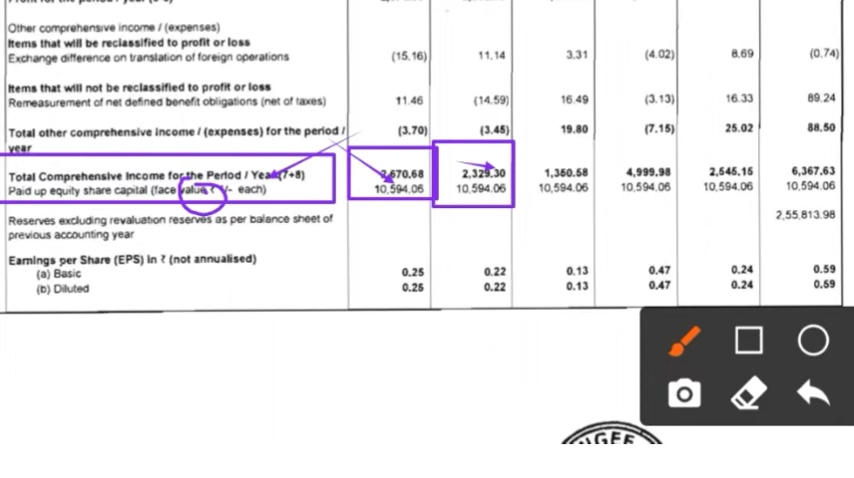 Other comprehensive income / (expenses)
Items that will be reclassified to profit or loss
Exchange difference on translation of foreign operations (15.16) 11.14 3.31 (4.02) 8.69 (0.74)
Items that will not be reclassified to profit or loss
Remeasurement of net defined benefit obligations (net of taxes) 11.46 (14.59) 16.49 (3.13) 16.33 89.24
Total other comprehensive income / (expenses) for the period / (3.70) (3.45) 19.80 (7.15) 25.02 88.50
year
Total Comprehensive Income for the Period / Year (7+8) 2,670.68 2,329.30 1,350.58 4,999.98 2,545.15 6,367.63
Paid up equity share capital (face value ₹ /- each) 10,594.06 10,594.06 10,594.06 10,594.06 10,594.06 10,594.06
Reserves excluding revaluation reserves as per balance sheet of 2,55,813.98
previous accounting year
Earnings per Share (EPS) in ₹ (not annualised)
(a) Basic 0.25 0.22 0.13 0.47 0.24 0.59
(b) Diluted 0.25 0.22 0.13 0.47 0.24 0.59